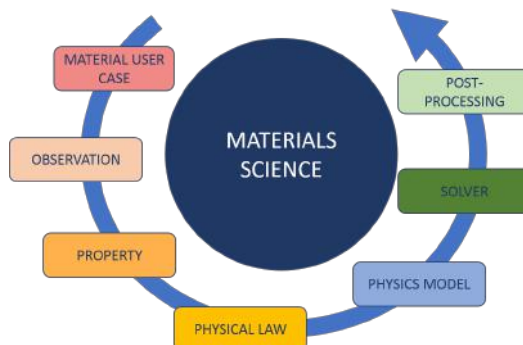 MATERIAL USER
CASE
OBSERVATION
PROPERTY
PHYSICAL LAW
PHYSICS MODEL
SOLVER
POST-
PROCESSING
MATERIALS
SCIENCE